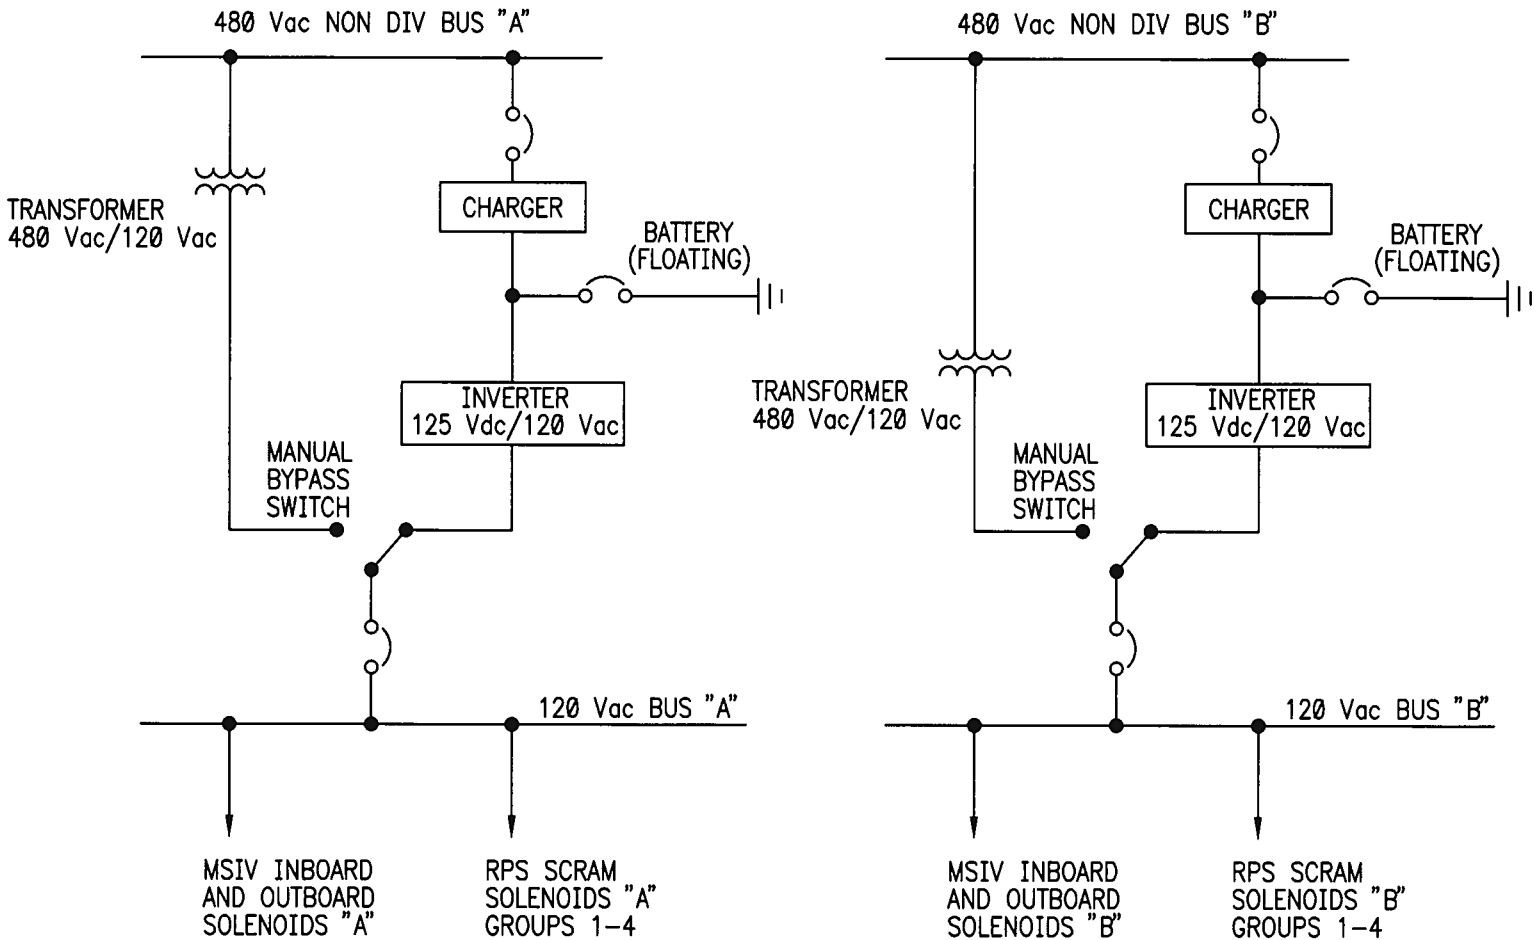 480 Vac NON DIV BUS "A"
TRANSFORMER
480 Vac/120 Vac
CHARGER
BATTERY
(FLOATING)
INVERTER
125 Vdc/120 Vac
MANUAL
BYPASS
SWITCH
120 Vac BUS "A"
MSIV INBOARD
AND OUTBOARD
SOLENOIDS "A"
RPS SCRAM
SOLENOIDS "A"
GROUPS 1-4
480 Vac NON DIV BUS "B"
CHARGER
BATTERY
(FLOATING)
TRANSFORMER
480 Vac/120 Vac
INVERTER
125 Vdc/120 Vac
MANUAL
BYPASS
SWITCH
120 Vac BUS "B"
MSIV INBOARD
AND OUTBOARD
SOLENOIDS "B"
RPS SCRAM
SOLENOIDS "B"
GROUPS 1-4